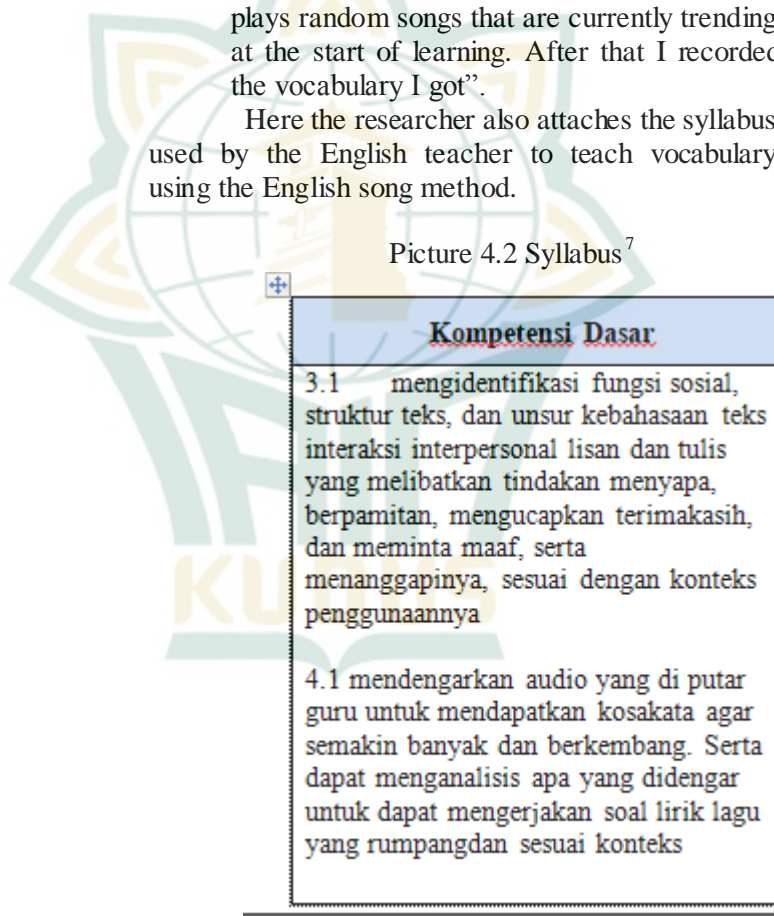 plays random songs that are currently trending
at the start of learning. After that I recorded
the vocabulary I got”.
Here the researcher also attaches the syllabus
used by the English teacher to teach vocabulary
using the English song method.
Picture 4.2 Syllabus7
Kompetensi Dasar
3.1 mengidentifikasi fungsi sosial,
struktur teks, dan unsur kebahasaan teks
interaksi interpersonal lisan dan tulis
yang melibatkan tindakan menyapa,
berpamitan, mengucapkan terimakasih,
dan meminta maaf, serta
menanggapinya, sesuai dengan konteks
penggunaannya
4.1 mendengarkan audio yang di putar
guru untuk mendapatkan kosakata agar
semakin banyak dan berkembang. Serta
dapat menganalisis apa yang didengar
untuk dapat mengerjakan soal lirik lagu
yang rumpangdan sesuai konteks
KUDUS